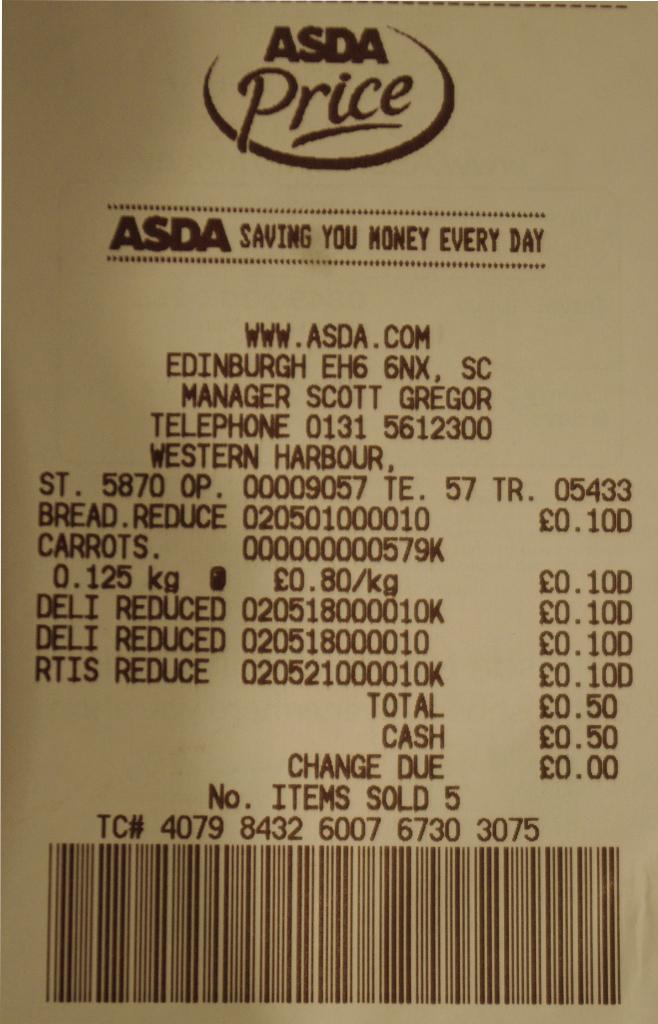 ASDA
Price
ASDA SAVING YOU MONEY EVERY DAY
WWW.ASDA.COM
EDINBURGH EH6 6NX, SC
MANAGER SCOTT GREGOR
TELEPHONE 0131 5612300
WESTERN HARBOUR,
ST. 5870 OP. 00009057 TE. 57 TR. 05433
BREAD.REDUCE 020501000010 £0.10D
CARROTS. 000000000579K
0.125 kg @ £0.80/kg £0.10D
DELI REDUCED 020518000010K £0.10D
DELI REDUCED 020518000010 £0.10D
RTIS REDUCE 020521000010K £0.10D
TOTAL £0.50
CASH £0.50
CHANGE DUE £0.00
No. ITEMS SOLD 5
TC# 4079 8432 6007 6730 3075